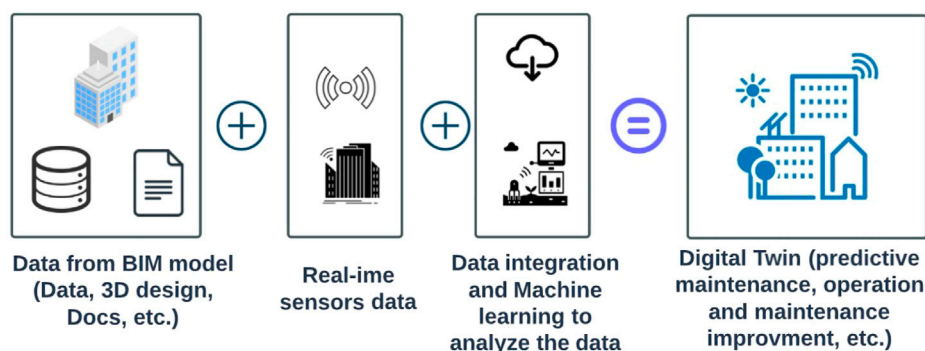 Data from BIM model
(Data, 3D design,
Docs, etc.)
Real-ime
sensors data
Data integration
and Machine
learning to
analyze the data
Digital Twin (predictive
maintenance, operation
and maintenance
improvment, etc.)